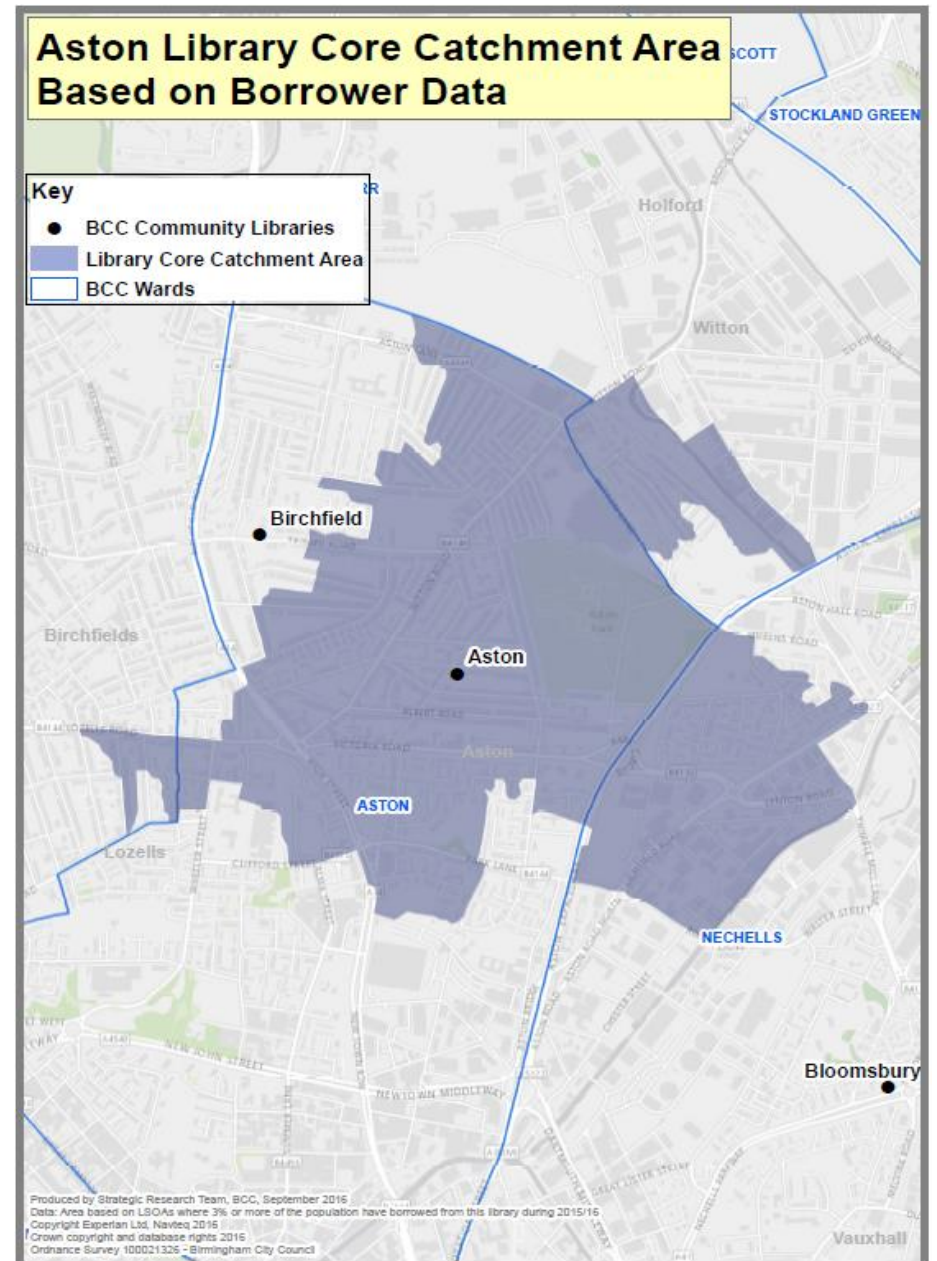 Aston Library Core Catchment Area
Based on Borrower Data
SCOTT
STOCKLAND GREEN
Key
RR
BCC Community Libraries
Library Core Catchment Area
BCC Wards
Holford
Witton
Birchfield
Birchfields
Aston
Aston
ALBERT ROAD
VICTORIA ROAD
ASTON
Lozells
PARK LANE
NECHELLS
NEW TOWN STREET
NEWTOWN MIDDLEWAY
Bloomsbury
Vauxhall
Produced by Strategic Research Team, BCC, September 2016
Data: Area based on LSOAs where 3% or more of the population have borrowed from this library during 2015/16
Copyright Experian Ltd, Navteq 2016
Crown copyright and database rights 2016
Ordnance Survey 100021326 - Birmingham City Council